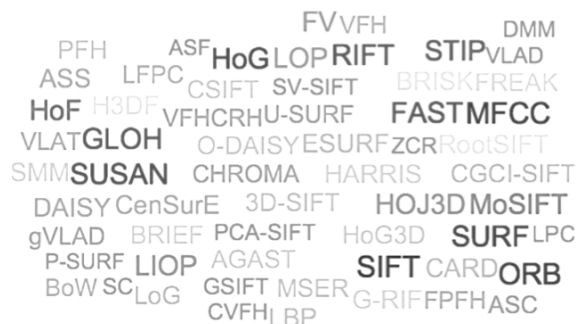 FV VFH DMM
PFH ASF HoG LOP RIFT STIP VLAD
ASS LFPC CSIFT SV-SIFT BRISK FREAK
HoF H3DF VFH CRH U-SURF FAST MFCC
VLAT GLOH O-DAISY ESURF ZCR RootSIFT
SMM SUSAN CHROMA HARRIS CGCI-SIFT
DAISY CenSurE 3D-SIFT HOJ3D MoSIFT
gVLAD BRIEF PCA-SIFT HoG3D SURF LPC
P-SURF LIOP AGAST SIFT CARD ORB
BoW SC LoG GSIFT MSER G-RIF FPFH ASC
CVFH LBP